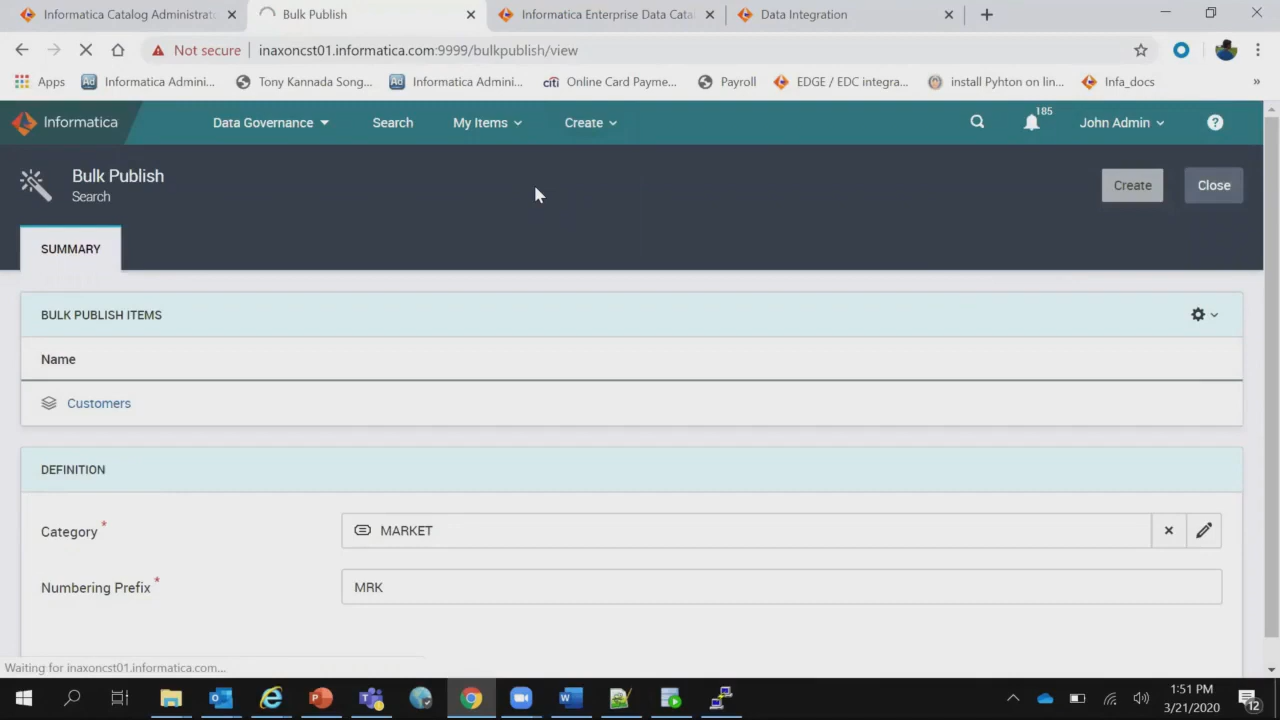 Informatica Catalog Administrat
Bulk Publish
Informatica Enterprise Data Cata
Data Integration
Not secure
inaxoncst01.informatica.com:9999/bulkpublish/view
Apps
Ad
Informatica Admini...
Tony Kannada Song...
Ad
Informatica Admini...
citi
Online Card Payme...
Payroll
EDGE / EDC integra...
install Pyhton on lin...
Infa_docs
»
Informatica
Data Governance
Search
My Items
Create
185
John Admin
?
Bulk Publish
Search
Create
Close
SUMMARY
BULK PUBLISH ITEMS
Name
Customers
DEFINITION
Category *
MARKET
Numbering Prefix *
MRK
Waiting for inaxoncst01.informatica.com...
1:51 PM
3/21/2020
12